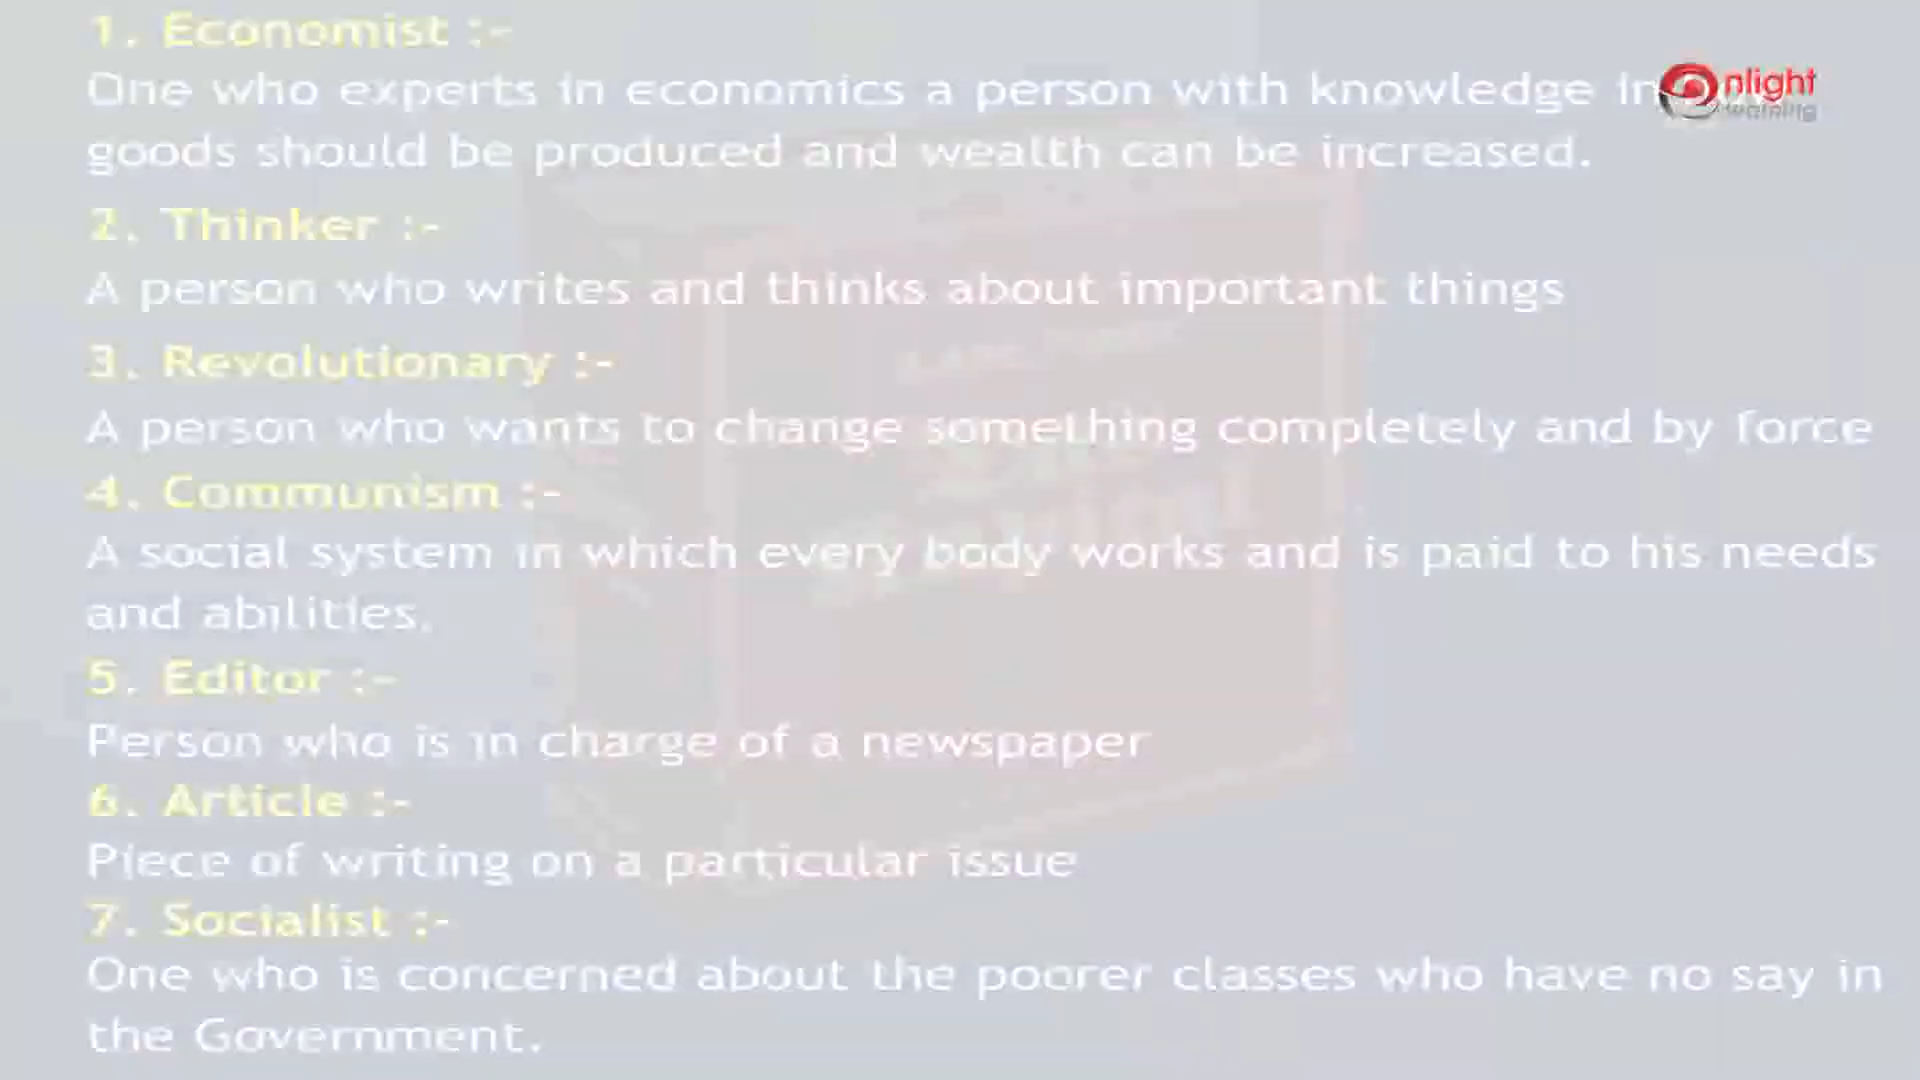 1. Economist :-
One who experts in economics a person with knowledge in
nlight
learning
goods should be produced and wealth can be increased.
2. Thinker :-
A person who writes and thinks about important things
3. Revolutionary :-
A person who wants to change something completely and by force
4. Communism :-
A social system in which every body works and is paid to his needs
and abilities.
5. Editor :-
Person who is in charge of a newspaper
6. Article :-
Piece of writing on a particular issue
7. Socialist :-
One who is concerned about the poorer classes who have no say in
the Government.